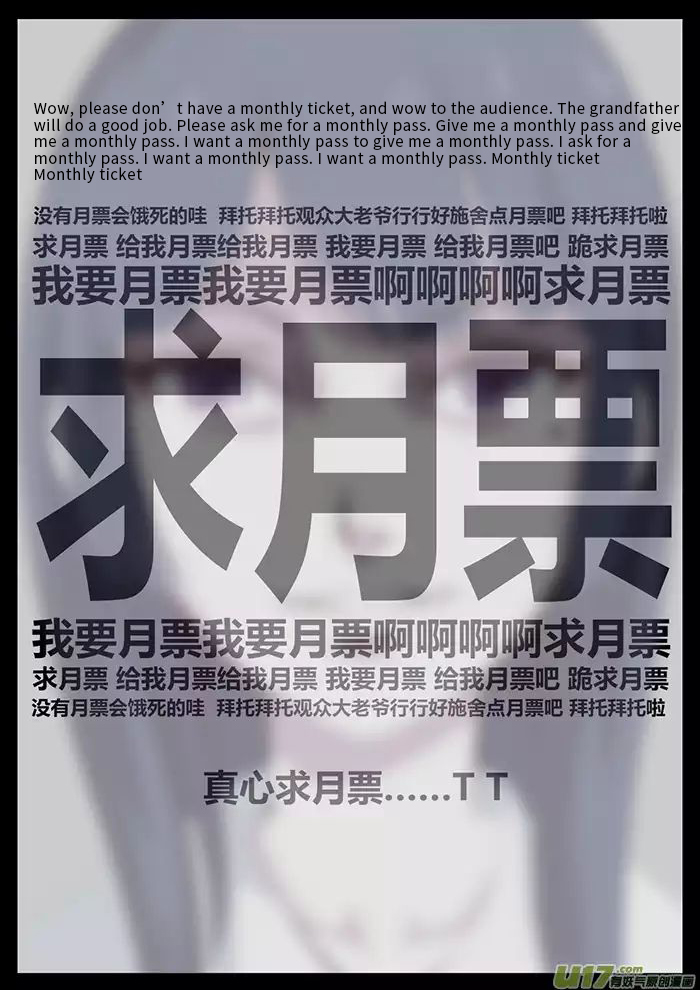 Wow, please don’t have a monthly ticket, and wow to the audience. The grandfather
will do a good job. Please ask me for a monthly pass. Give me a monthly pass and give
me a monthly pass. I want a monthly pass to give me a monthly pass. I ask for a
monthly pass. I want a monthly pass. I want a monthly pass. Monthly ticket
Monthly ticket
没有月票会饿死的哇 拜托拜托观众大老爷行行好施舍点月票吧 拜托拜托啦
求月票 给我月票给我月票 我要月票 给我月票吧 跪求月票
我要月票我要月票啊啊啊啊求月票
求月票
我要月票我要月票啊啊啊啊求月票
求月票 给我月票给我月票 我要月票 给我月票吧 跪求月票
没有月票会饿死的哇 拜托拜托观众大老爷行行好施舍点月票吧 拜托拜托啦
真心求月票......T T
U17.com
有妖气原创漫画